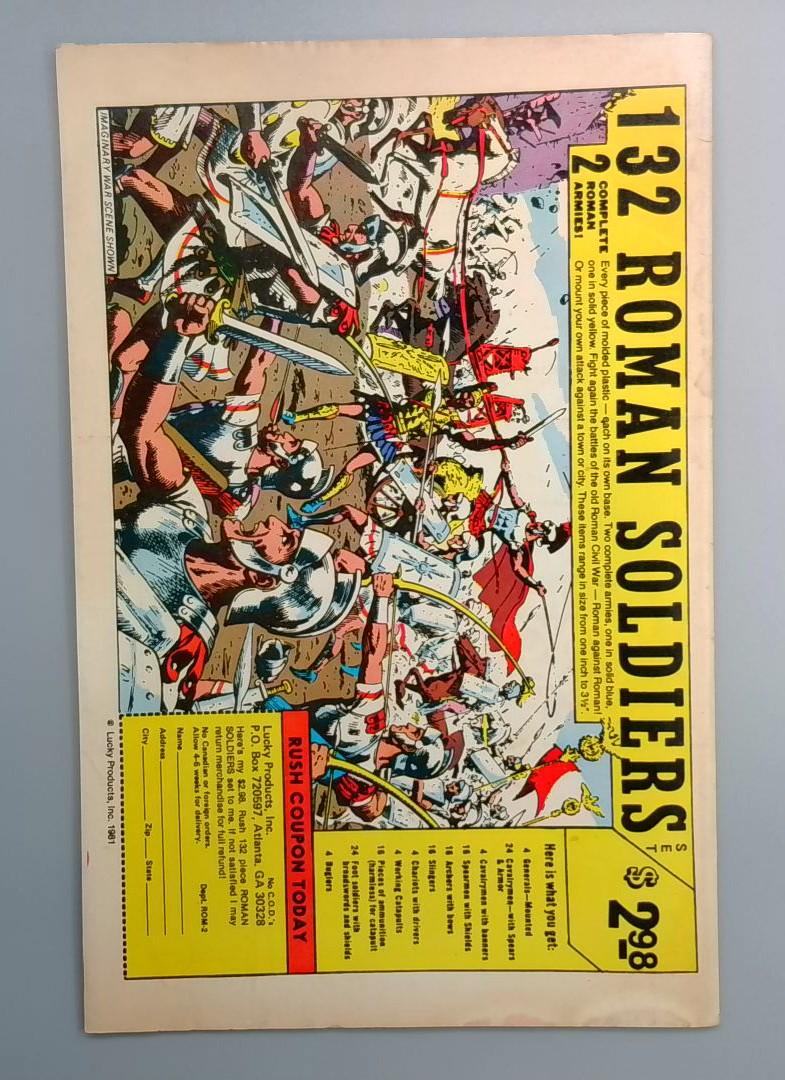 132 ROMAN SOLDIERS
SET
$2.98
2 COMPLETE
ROMAN
ARMIES!
Every piece of molded plastic — each on its own base. Two complete armies, one in solid blue,
one in solid yellow. Fight again the battles of the old Roman Civil War — Roman against Roman!
Or mount your own attack against a town or city. These items range in size from one inch to 3½".
Here is what you get:
4 Generals—Mounted
24 Cavalrymen—with Spears
& Armor
4 Cavalrymen with banners
16 Spearmen with Shields
16 Archers with bows
16 Slingers
4 Chariots with drivers
4 Working Catapults
16 Pieces of ammunition
(harmless) for catapult
24 Foot soldiers with
broadswords and shields
4 Buglers
RUSH COUPON TODAY
Lucky Products, Inc. No C.O.D.'s
P.O. Box 720597, Atlanta, GA 30328
Here's my $2.98. Rush 132 piece ROMAN
SOLDIERS set to me. If not satisfied I may
return merchandise for full refund!
No Canadian or foreign orders. Dept. ROM-2
Allow 4-6 weeks for delivery.
Name
Address
City Zip State
IMAGINARY WAR SCENE SHOWN
© Lucky Products, Inc. 1981